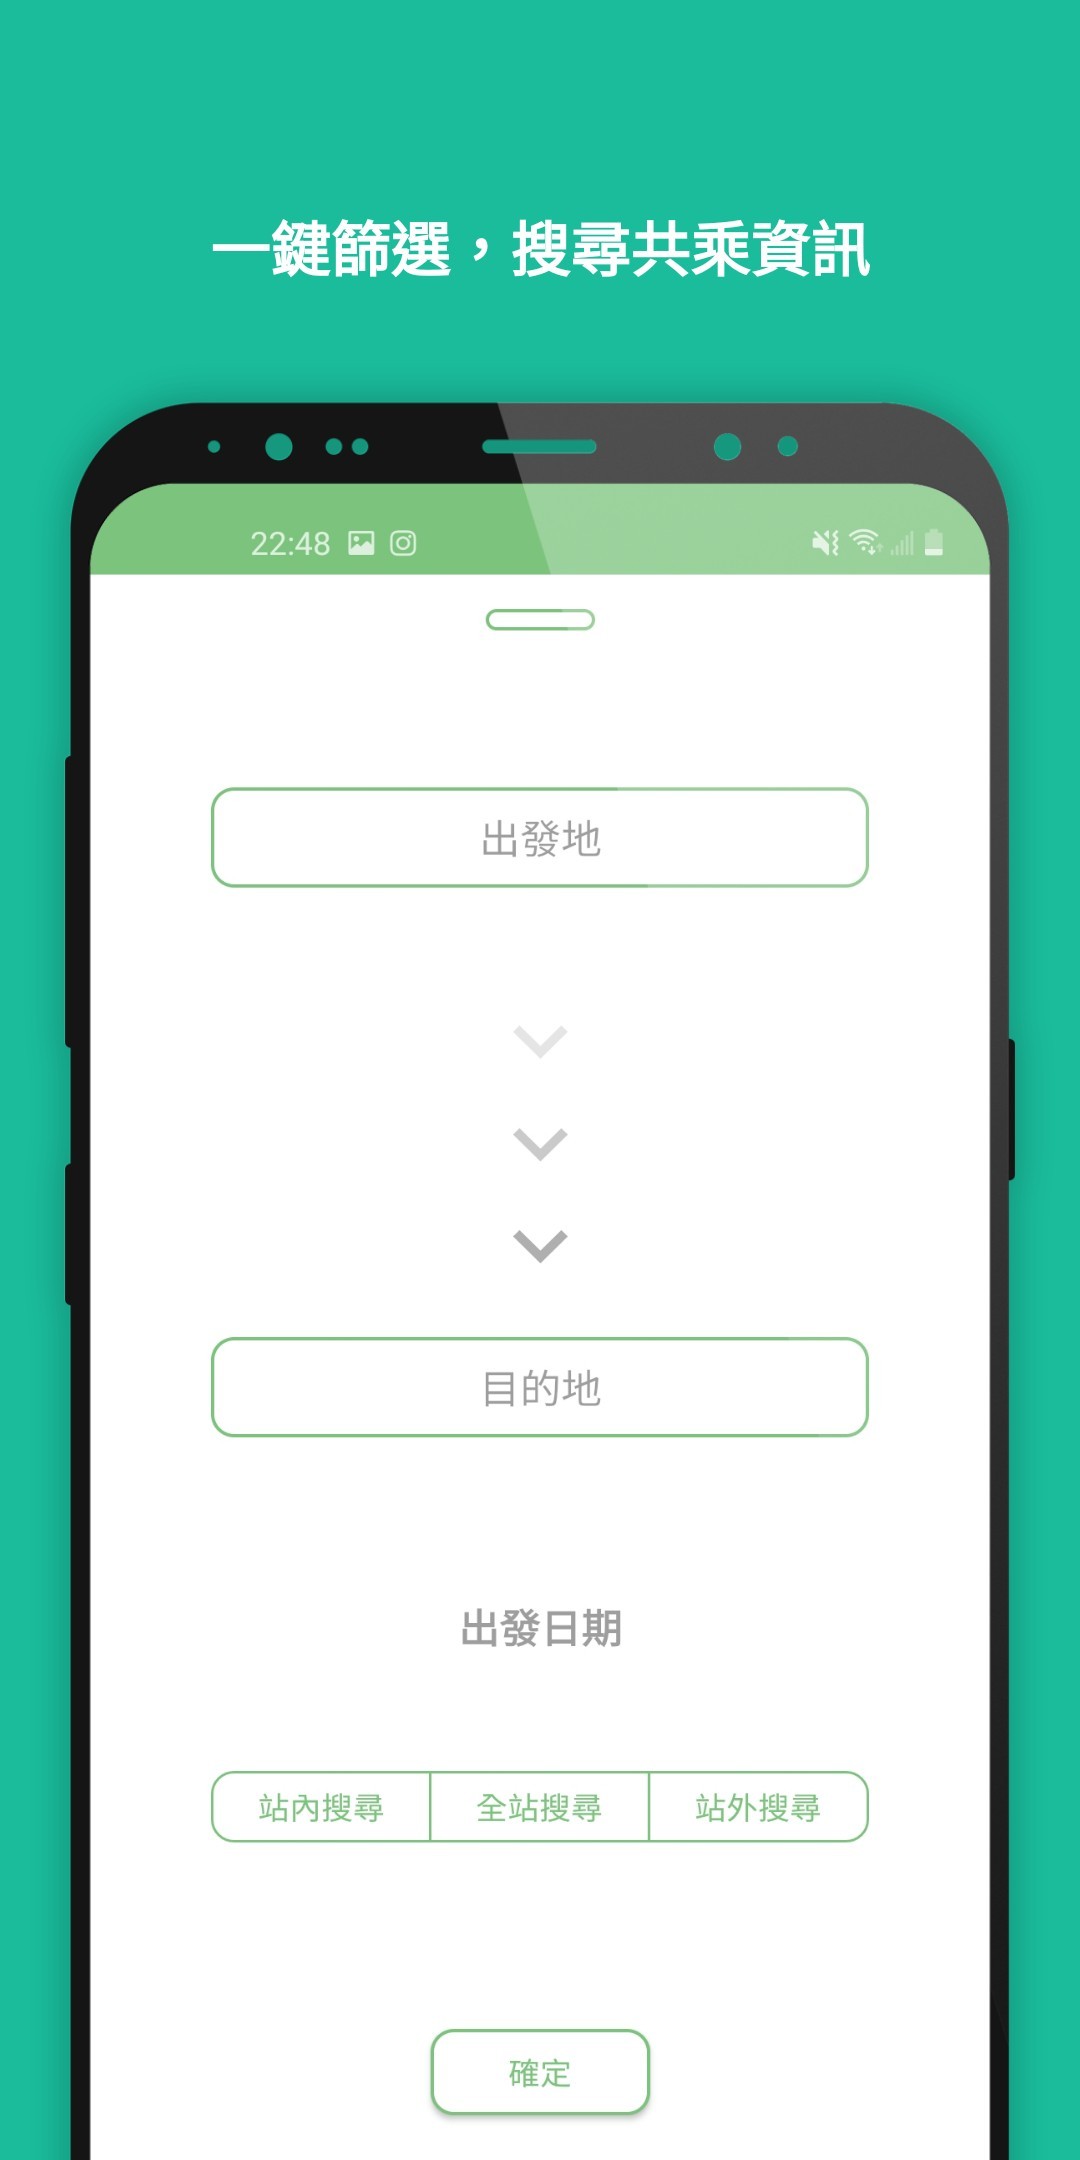 一鍵篩選，搜尋共乘資訊
22:48
出發地
目的地
出發日期
站內搜尋 全站搜尋 站外搜尋
確定